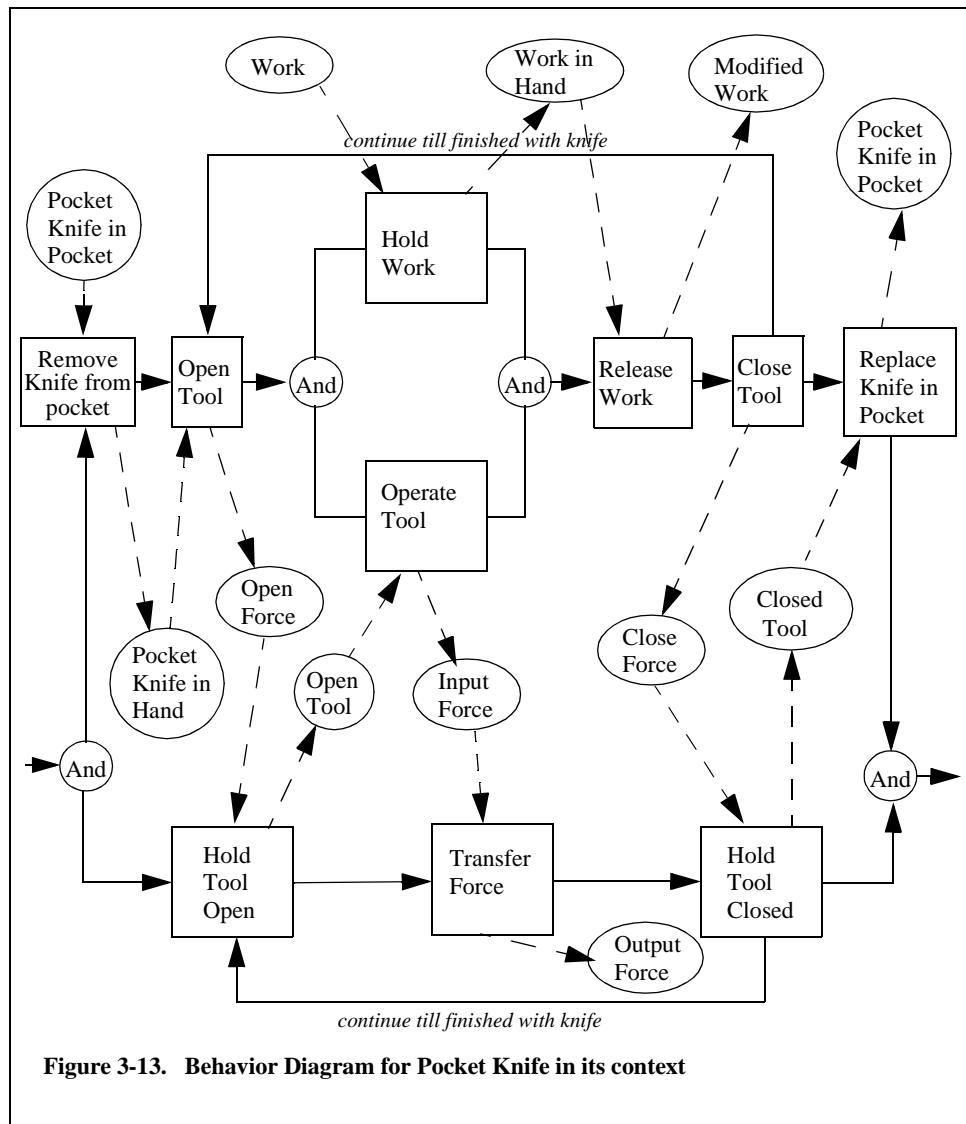 Work
Work in
Hand
Modified
Work
continue till finished with knife
Pocket
Knife in
Pocket
Pocket
Knife in
Pocket
Hold
Work
Remove
Knife from
pocket
Open
Tool
And
And
Release
Work
Close
Tool
Replace
Knife in
Pocket
Operate
Tool
Open
Force
Pocket
Knife in
Hand
Open
Tool
Input
Force
Close
Force
Closed
Tool
And
And
Hold
Tool
Open
Transfer
Force
Hold
Tool
Closed
Output
Force
continue till finished with knife
Figure 3-13. Behavior Diagram for Pocket Knife in its context